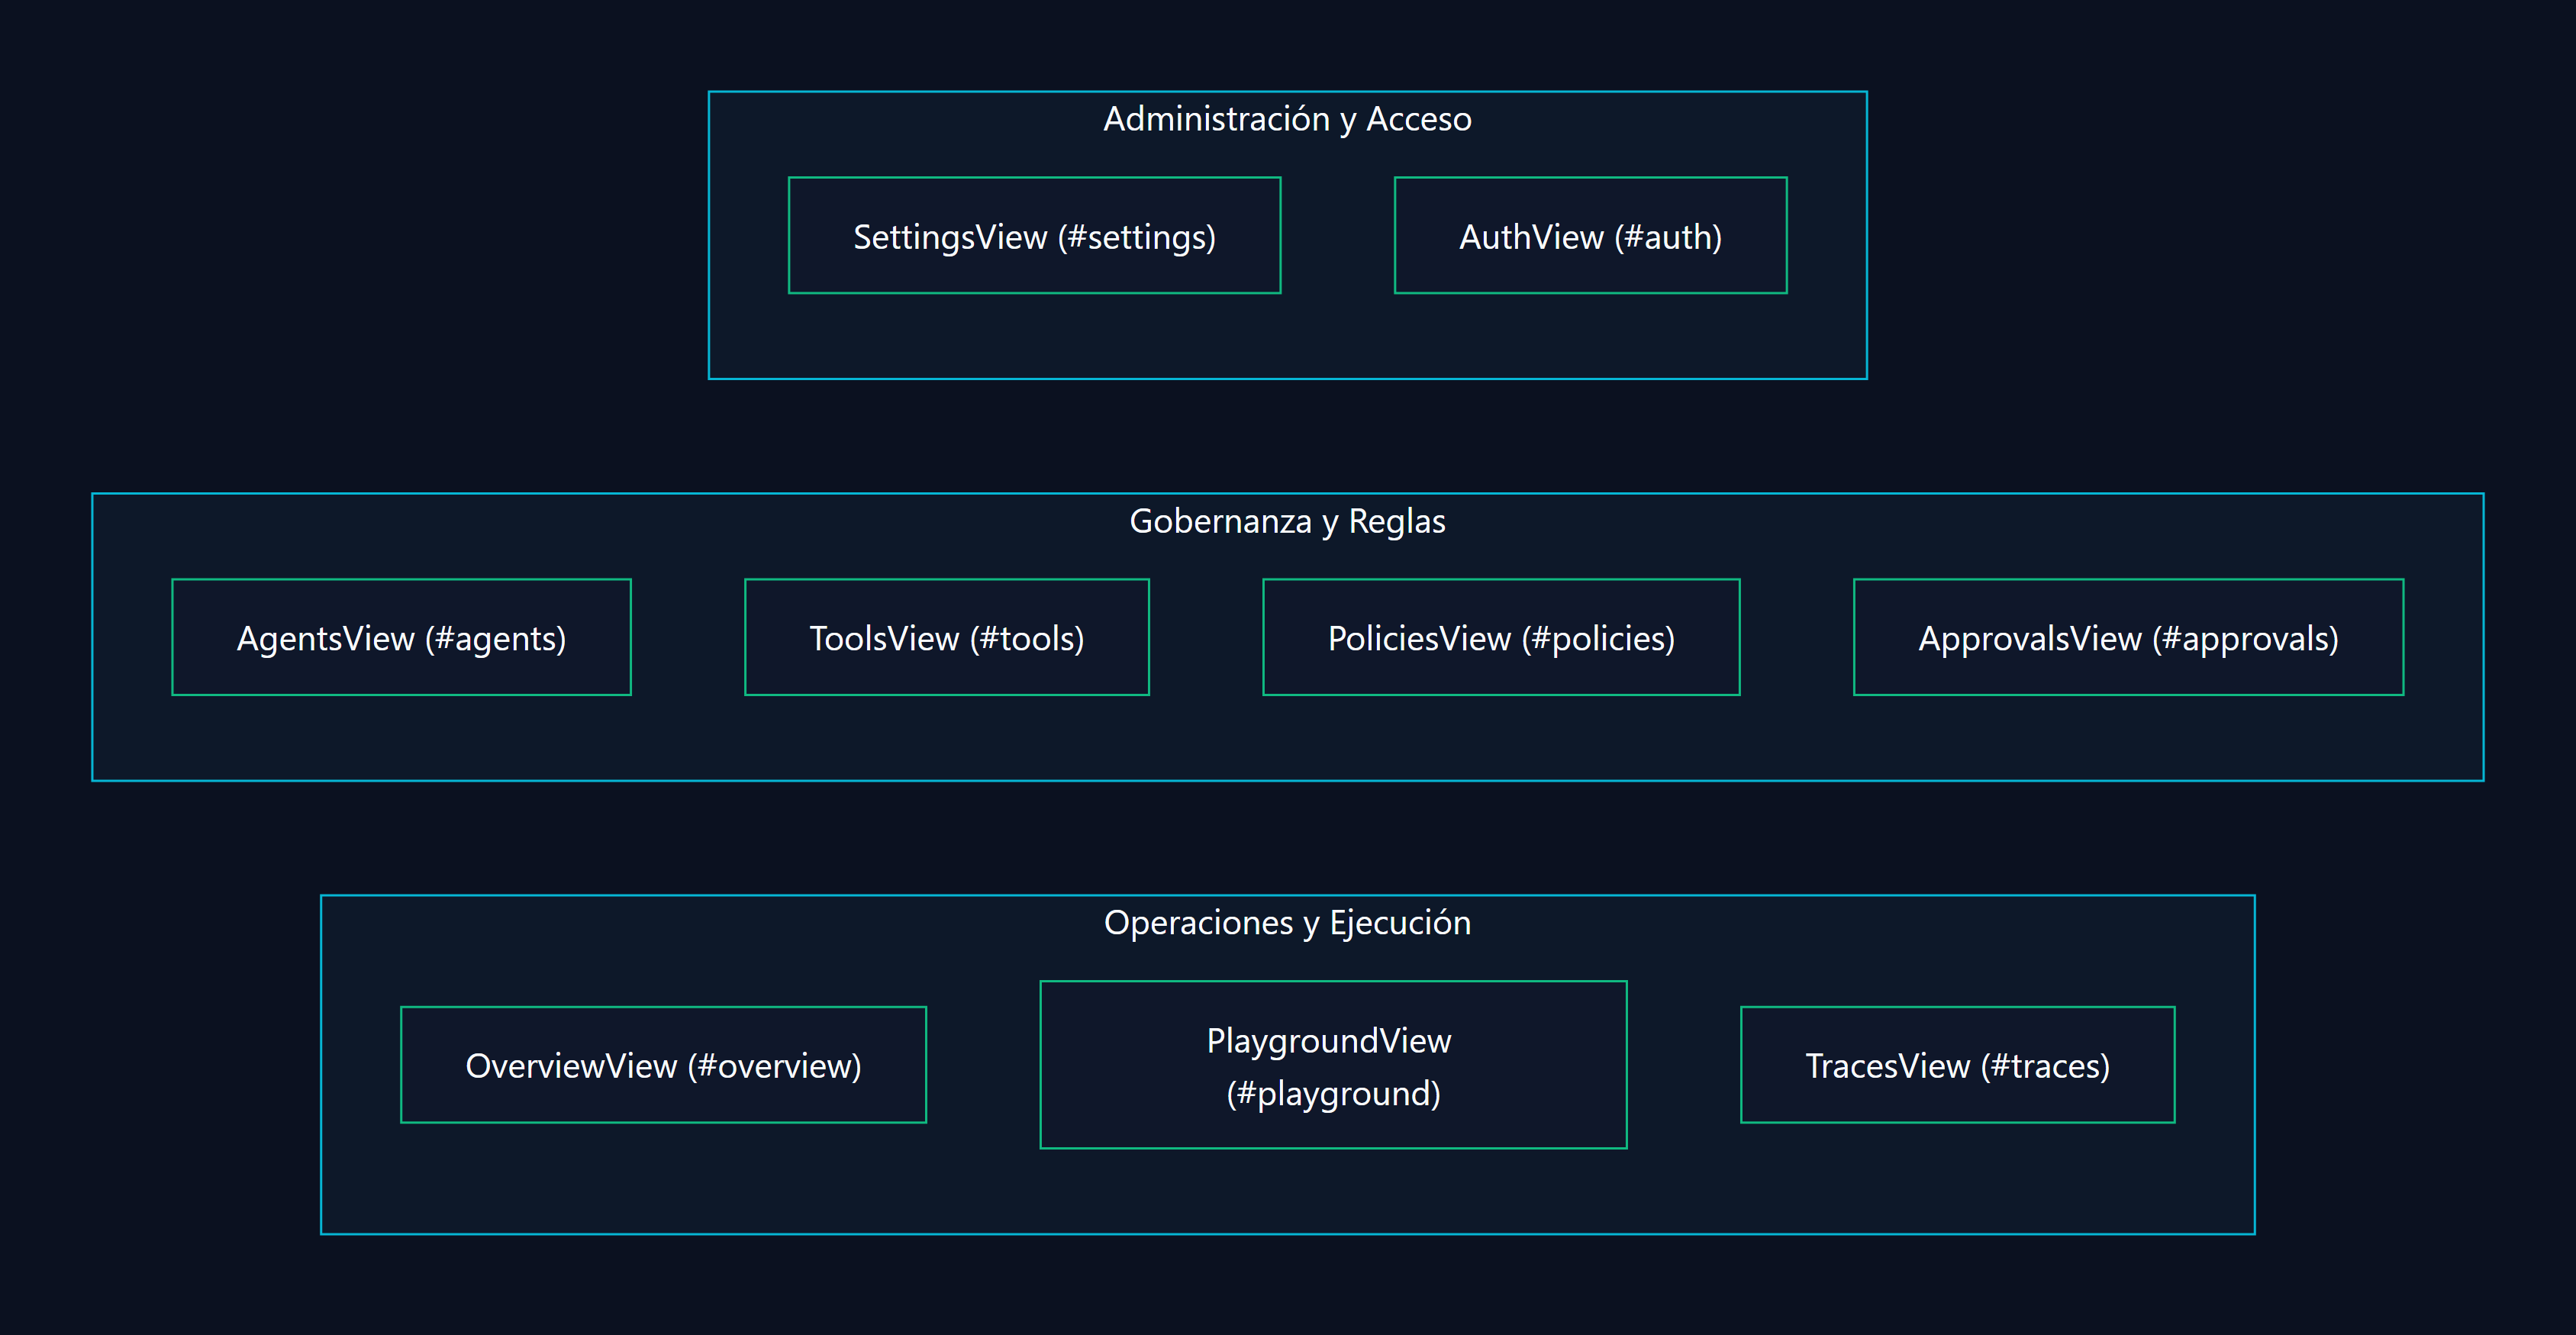 Administración y Acceso
SettingsView (#settings)
AuthView (#auth)
Gobernanza y Reglas
AgentsView (#agents)
ToolsView (#tools)
PoliciesView (#policies)
ApprovalsView (#approvals)
Operaciones y Ejecución
OverviewView (#overview)
PlaygroundView
(#playground)
TracesView (#traces)